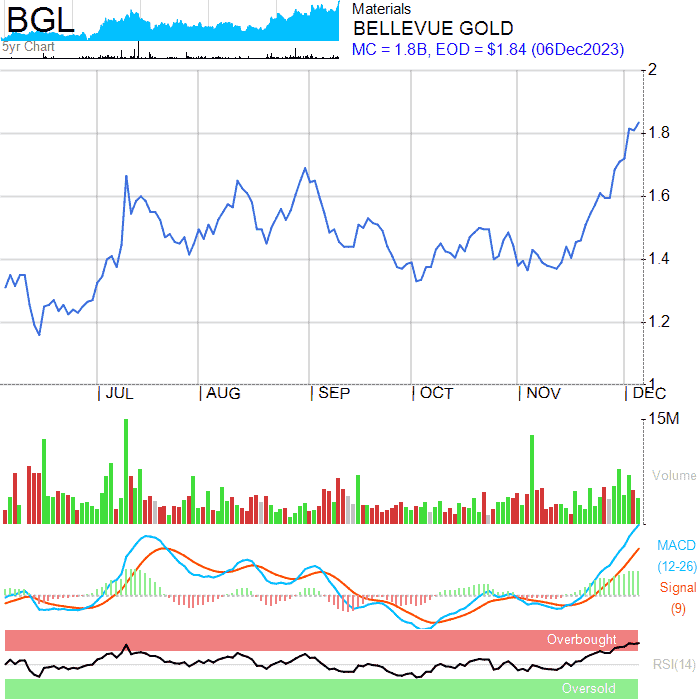 BGL
5yr Chart
Materials
BELLEVUE GOLD
MC = 1.8B, EOD = $1.84 (06Dec2023)
2
1.8
1.6
1.4
1.2
1
JUL AUG SEP OCT NOV DEC
15M
Volume
MACD
(12-26)
Signal
(9)
Overbought
RSI(14)
Oversold